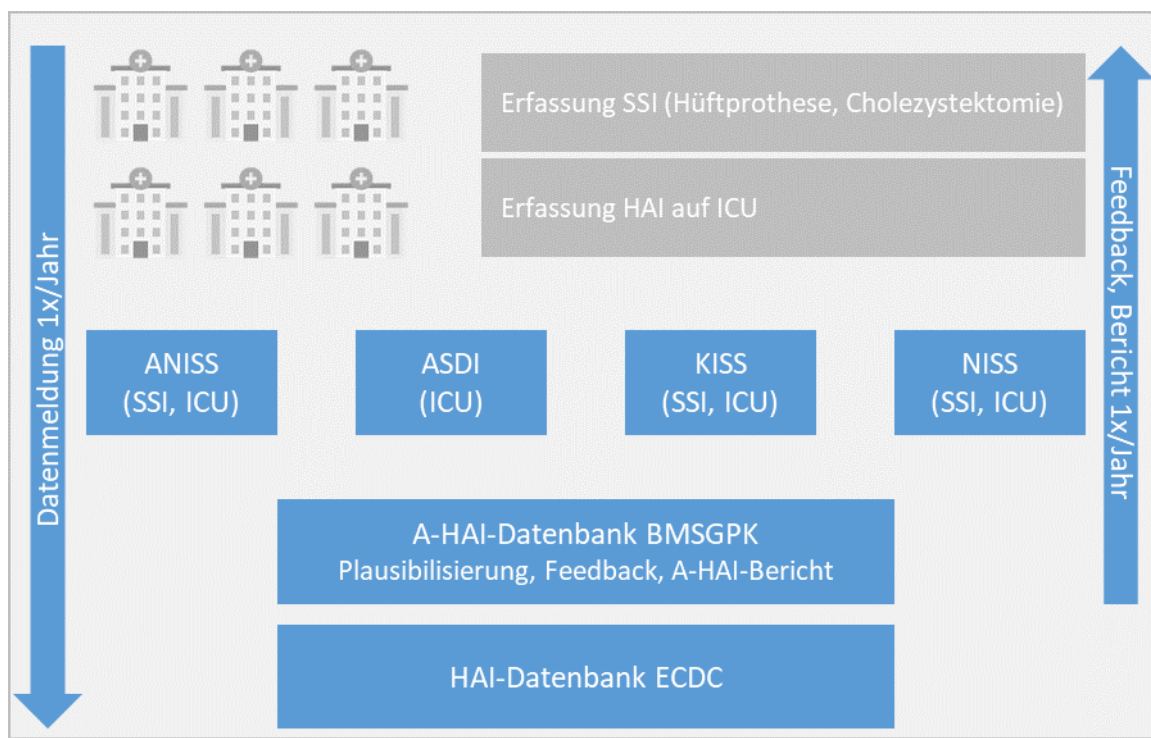 Datenmeldung 1x/Jahr
Erfassung SSI (Hüftprothese, Cholezystektomie)
Erfassung HAI auf ICU
Feedback, Bericht 1x/Jahr
ANISS
(SSI, ICU)
ASDI
(ICU)
KISS
(SSI, ICU)
NISS
(SSI, ICU)
A-HAI-Datenbank BMSGPK
Plausibilisierung, Feedback, A-HAI-Bericht
HAI-Datenbank ECDC